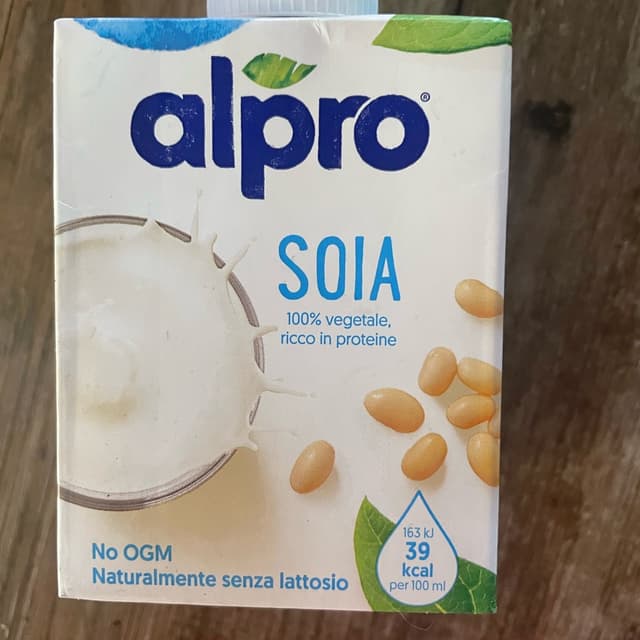 alpro®
SOIA
100% vegetale,
ricco in proteine
No OGM
Naturalmente senza lattosio
163 kJ
39
kcal
per 100 ml